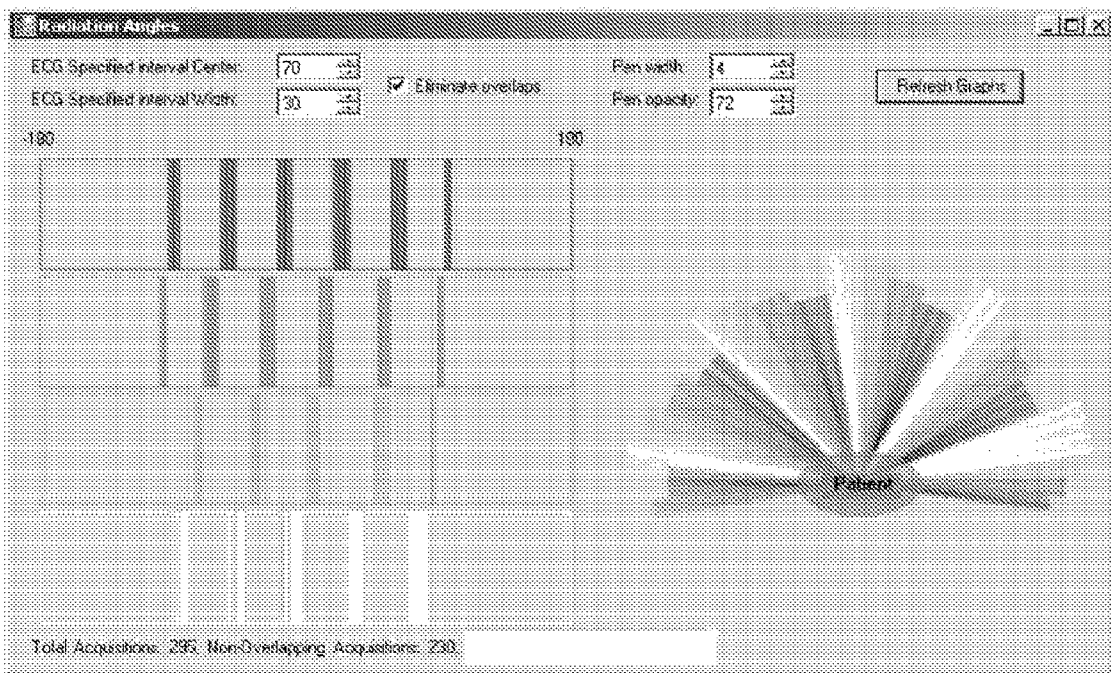 Radiation Angles
ECG Specified interval Center: 70
ECG Specified interval Width: 30
Eliminate overlaps
Pen width: 4
Pen opacity: 72
Refresh Graphs
-180 180
Patient
Total Acquisitions: 295, Non-Overlapping Acquisitions: 230,